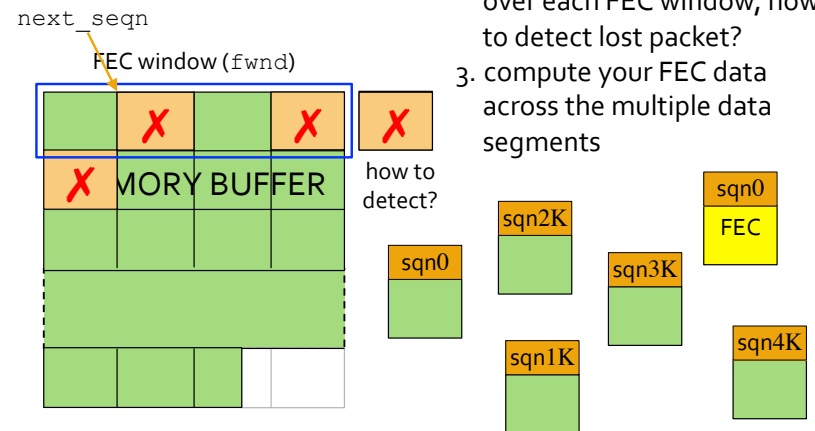 over each FEC window, how
to detect lost packet?
3. compute your FEC data
across the multiple data
segments
next_seqn
FEC window (fwnd)
✗ ✗ ✗
✗ MORY BUFFER
how to
detect?
sqn0
FEC
sqn2K
sqn0
sqn3K
sqn1K
sqn4K